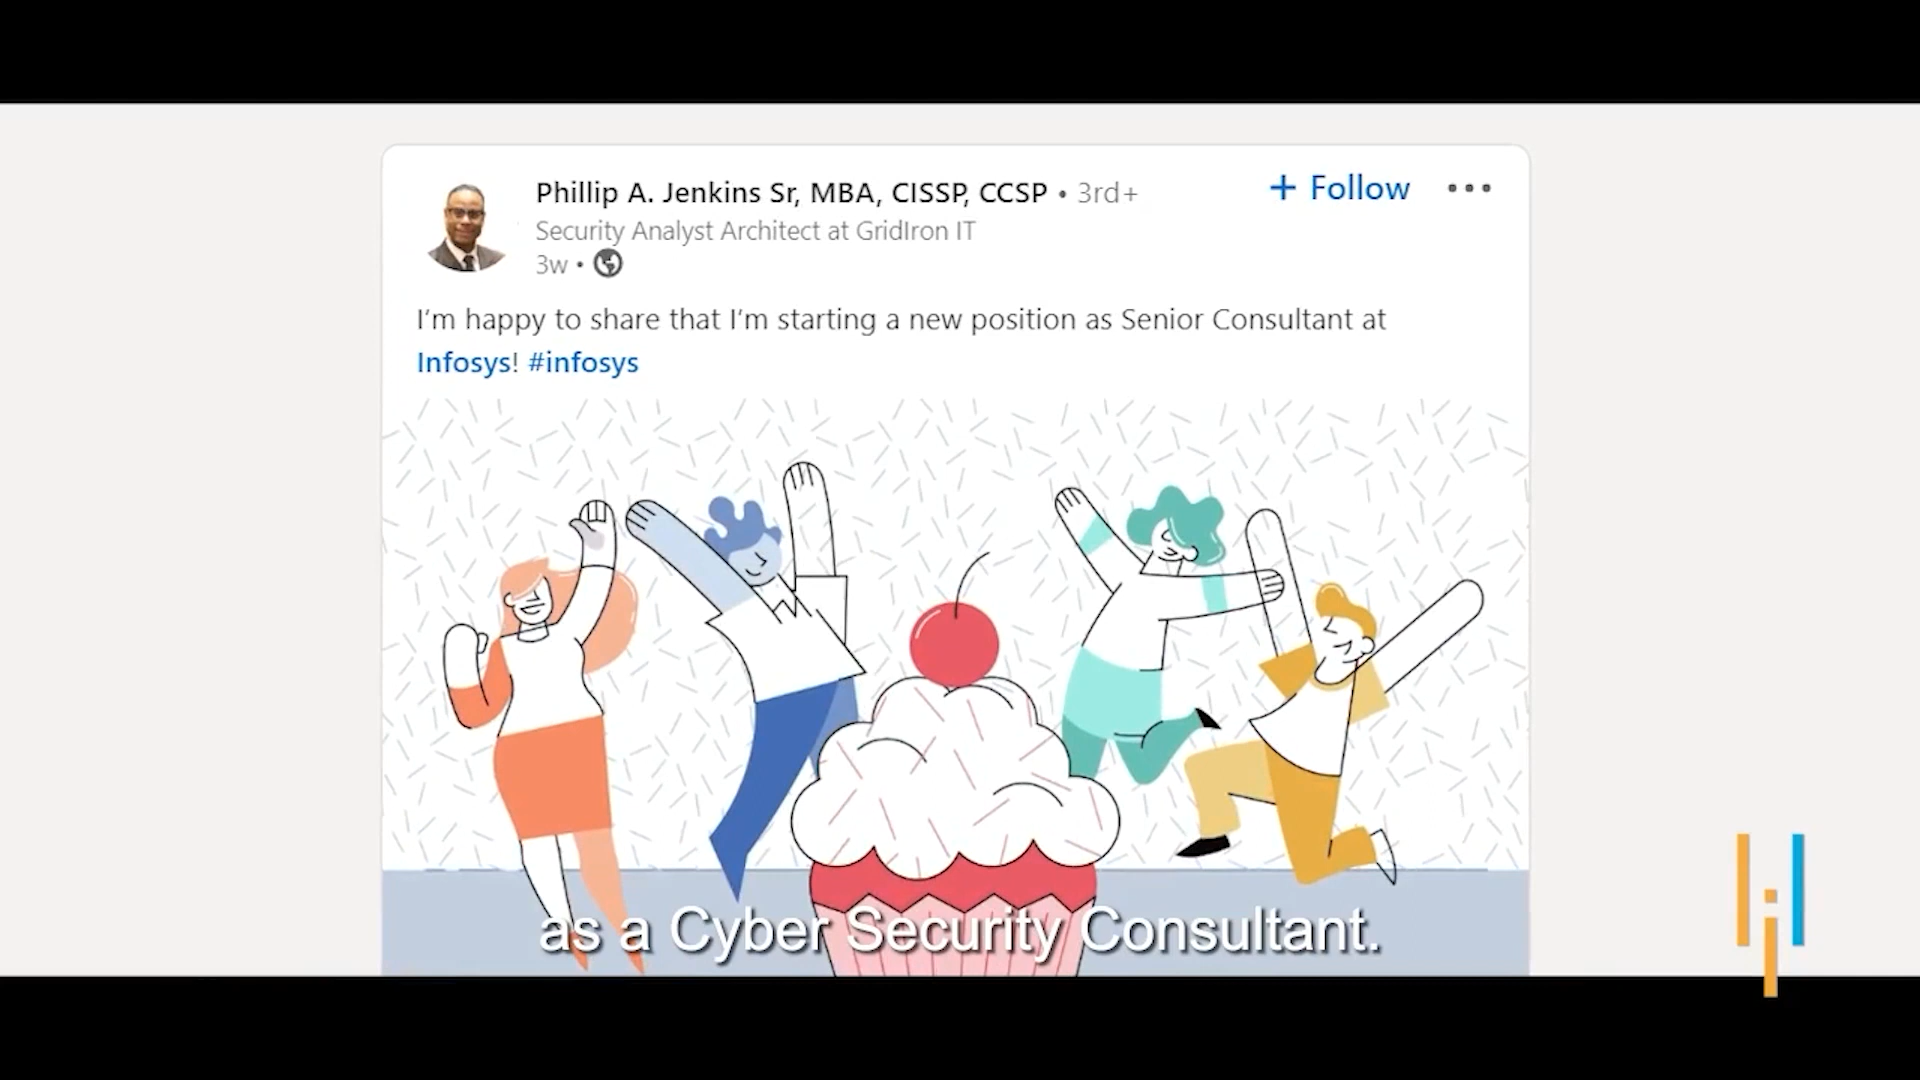 Phillip A. Jenkins Sr, MBA, CISSP, CCSP • 3rd+
+ Follow
Security Analyst Architect at GridIron IT
3w •
I'm happy to share that I'm starting a new position as Senior Consultant at
Infosys! #infosys
as a Cyber Security Consultant.